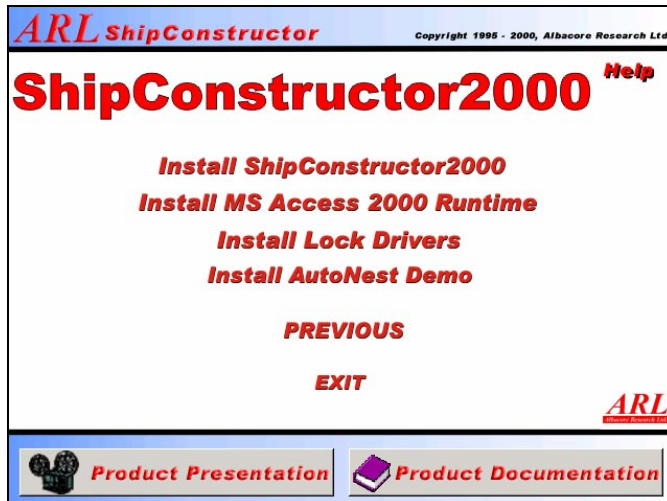 ARL ShipConstructor Copyright 1995 - 2000, Albacore Research Ltd
ShipConstructor2000 Help
Install ShipConstructor2000
Install MS Access 2000 Runtime
Install Lock Drivers
Install AutoNest Demo
PREVIOUS
EXIT
ARL
Albacore Research Ltd
Product Presentation Product Documentation